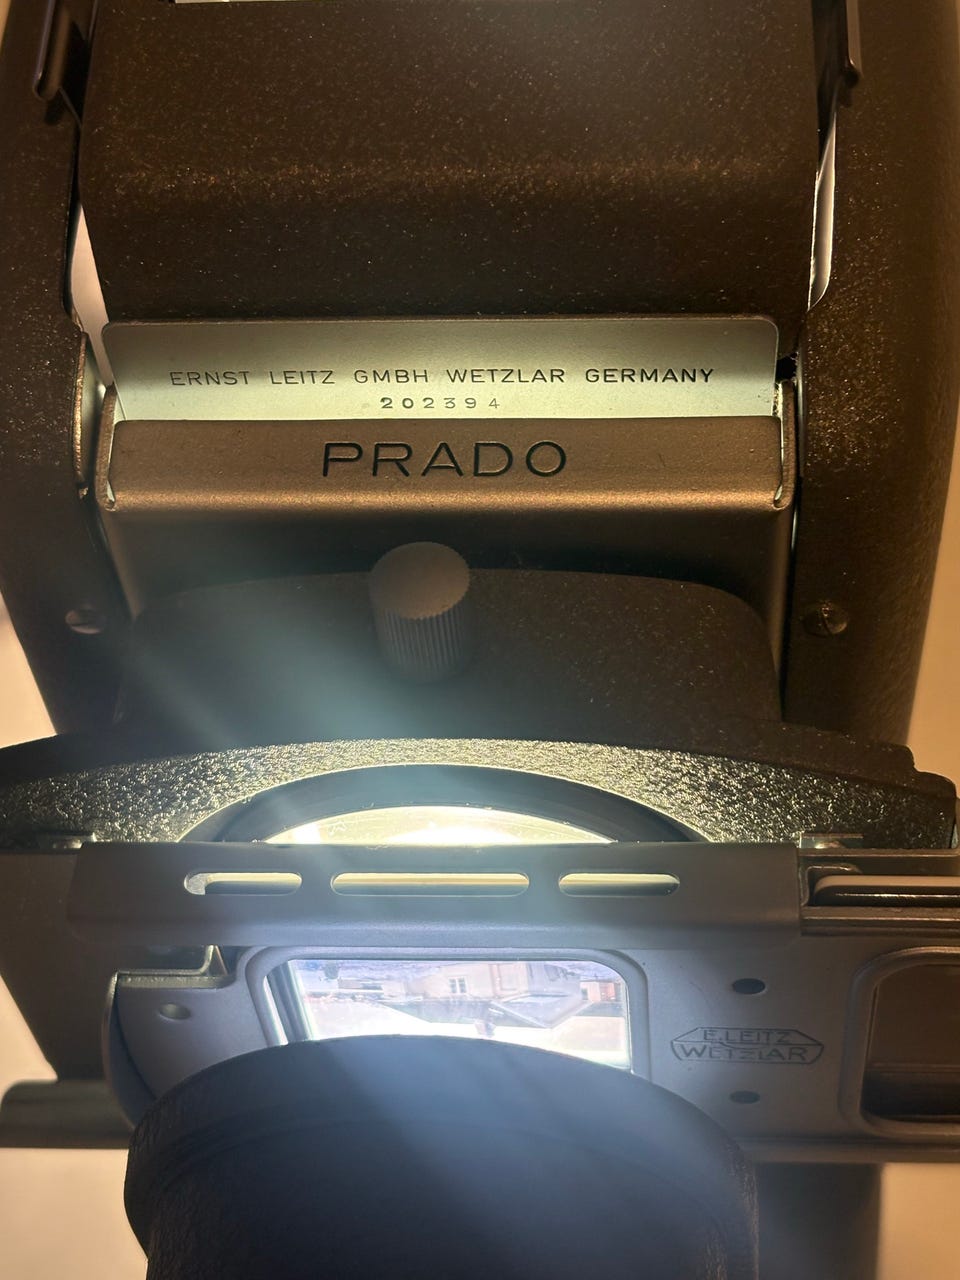 ERNST LEITZ GMBH WETZLAR GERMANY
202394
PRADO
E. LEITZ
WETZLAR